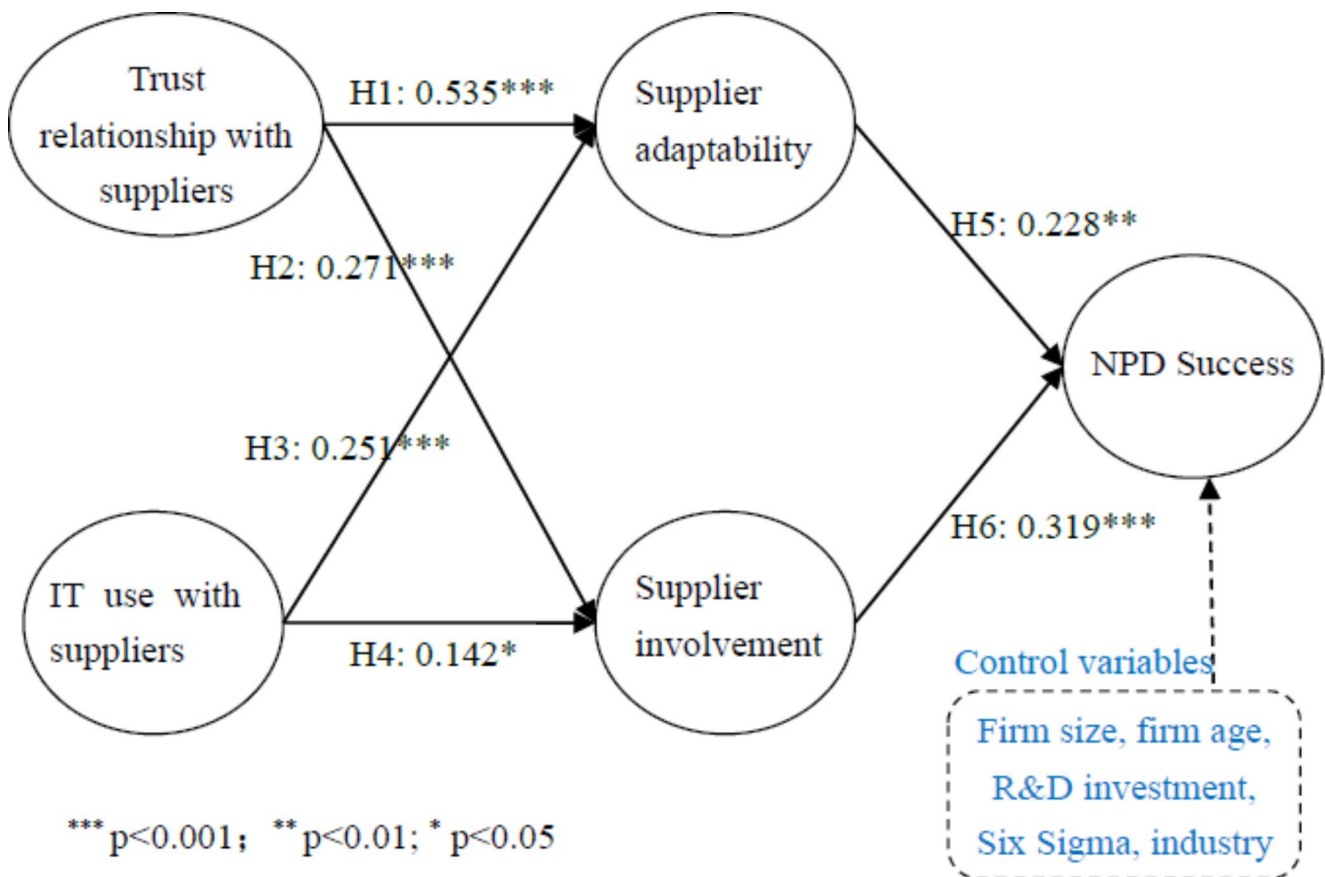 Trust
relationship with
suppliers
H1: 0.535***
Supplier
adaptability
H2: 0.271***
H5: 0.228**
NPD Success
H3: 0.251***
H6: 0.319***
IT use with
suppliers
H4: 0.142*
Supplier
involvement
Control variables
Firm size, firm age,
R&D investment,
Six Sigma, industry
*** p<0.001；** p<0.01; * p<0.05